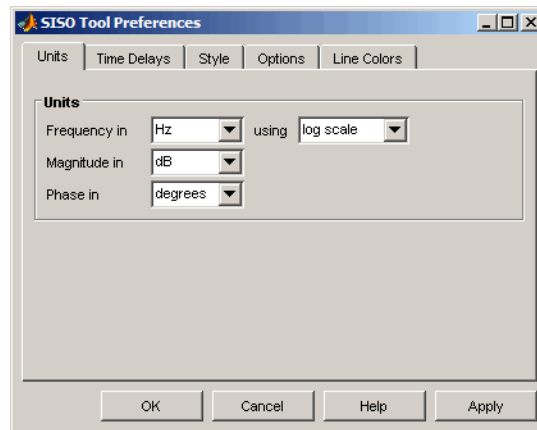 SISO Tool Preferences
Units Time Delays Style Options Line Colors
Units
Frequency in Hz using log scale
Magnitude in dB
Phase in degrees
OK Cancel Help Apply